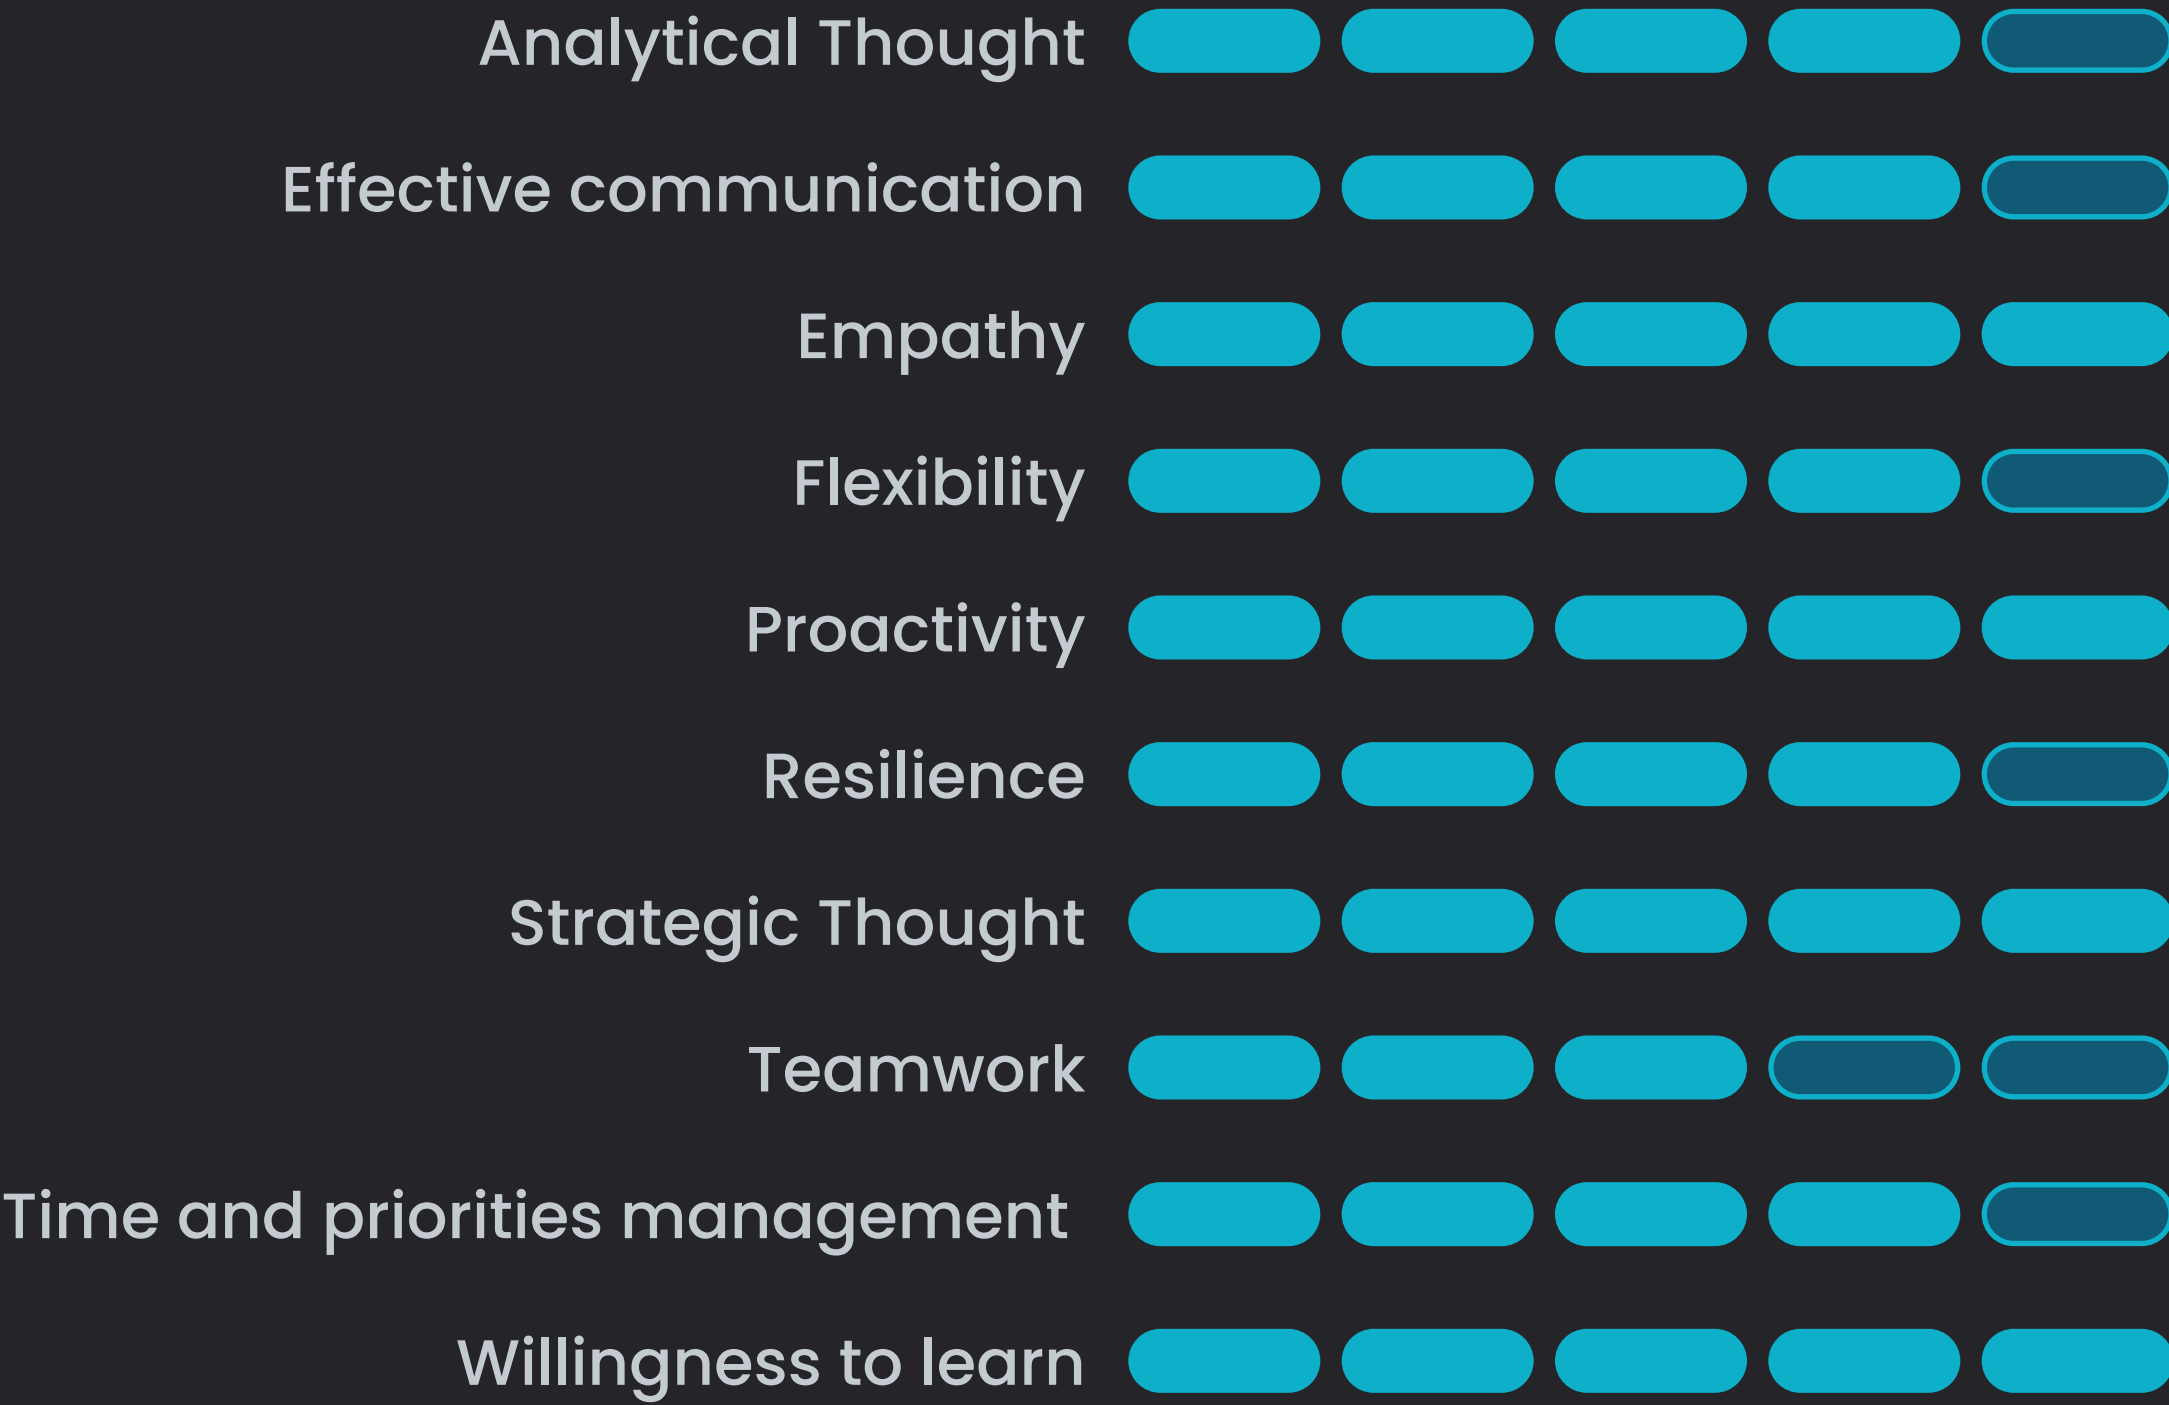 Analytical Thought
Effective communication
Empathy
Flexibility
Proactivity
Resilience
Strategic Thought
Teamwork
Time and priorities management
Willingness to learn